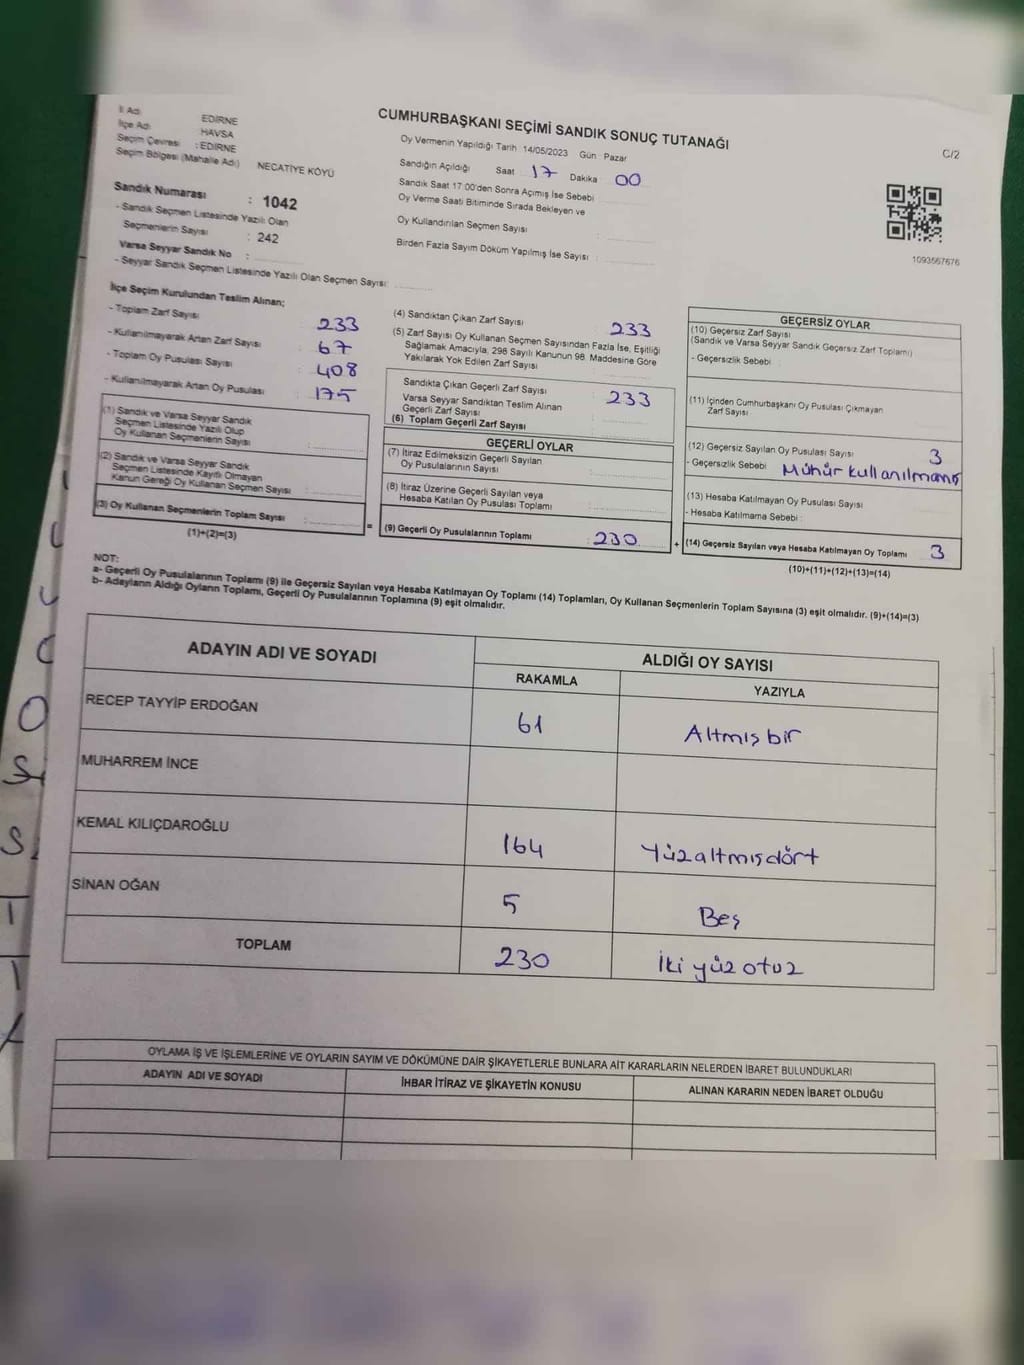 CUMHURBAŞKANI SEÇİMİ SANDIK SONUÇ TUTANAĞI
C/2
İl Adı EDİRNE
İlçe Adı HAVSA
Seçim Çevresi : EDİRNE
Seçim Bölgesi (Mahalle Adı) NECATİYE KÖYÜ
Oy Vermenin Yapıldığı Tarih 14/05/2023 Gün Pazar
Sandığın Açıldığı Saat 17 Dakika 00
Sandık Saat 17.00'den Sonra Açımış İse Sebebi
Oy Verme Saati Bitiminde Sırada Bekleyen ve
Oy Kullandırılan Seçmen Sayısı
Birden Fazla Sayım Döküm Yapılmış İse Sayısı :
1093567676
Sandık Numarası : 1042
- Sandık Seçmen Listesinde Yazılı Olan
Seçmenlerin Sayısı : 242
Varsa Seyyar Sandık No :
- Seyyar Sandık Seçmen Listesinde Yazılı Olan Seçmen Sayısı:
İlçe Seçim Kurulundan Teslim Alınan;
- Toplam Zarf Sayısı 233
- Kullanılmayarak Artan Zarf Sayısı : 67
- Toplam Oy Pusulası Sayısı : 408
- Kullanılmayarak Artan Oy Pusulası : 175
(1) Sandık ve Varsa Seyyar Sandık
Seçmen Listesinde Yazılı Olup
Oy Kullanan Seçmenlerin Sayısı :
(2) Sandık ve Varsa Seyyar Sandık
Seçmen Listesinde Kayıtlı Olmayan
Kanun Gereği Oy Kullanan Seçmen Sayısı :
(3) Oy Kullanan Seçmenlerin Toplam Sayısı :
(1)+(2)=(3)
=
(4) Sandıktan Çıkan Zarf Sayısı : 233
(5) Zarf Sayısı Oy Kullanan Seçmen Sayısından Fazla İse, Eşitliği
Sağlamak Amacıyla, 298 Sayılı Kanunun 98. Maddesine Göre
Yakılarak Yok Edilen Zarf Sayısı
Sandıkta Çıkan Geçerli Zarf Sayısı : 233
Varsa Seyyar Sandıktan Teslim Alınan
Geçerli Zarf Sayısı
(6) Toplam Geçerli Zarf Sayısı
GEÇERLİ OYLAR
(7) İtiraz Edilmeksizin Geçerli Sayılan
Oy Pusulalarının Sayısı
(8) İtiraz Üzerine Geçerli Sayılan veya
Hesaba Katılan Oy Pusulası Toplamı
(9) Geçerli Oy Pusulalarının Toplamı : 230
+
GEÇERSİZ OYLAR
(10) Geçersiz Zarf Sayısı
(Sandık ve Varsa Seyyar Sandık Geçersiz Zarf Toplamı)
- Geçersizlik Sebebi :
(11) İçinden Cumhurbaşkanı Oy Pusulası Çıkmayan
Zarf Sayısı
(12) Geçersiz Sayılan Oy Pusulası Sayısı 3
- Geçersizlik Sebebi : Mühür kullanılmamış
(13) Hesaba Katılmayan Oy Pusulası Sayısı
- Hesaba Katılmama Sebebi :
(14) Geçersiz Sayılan veya Hesaba Katılmayan Oy Toplamı 3
(10)+(11)+(12)+(13)=(14)
NOT:
a- Geçerli Oy Pusulalarının Toplamı (9) ile Geçersiz Sayılan veya Hesaba Katılmayan Oy Toplamı (14) Toplamları, Oy Kullanan Seçmenlerin Toplam Sayısına (3) eşit olmalıdır. (9)+(14)=(3)
b- Adayların Aldığı Oyların Toplamı, Geçerli Oy Pusulalarının Toplamına (9) eşit olmalıdır.
ADAYIN ADI VE SOYADI
ALDIĞI OY SAYISI
RAKAMLA YAZIYLA
RECEP TAYYİP ERDOĞAN 61 Altmışbir
MUHARREM İNCE
KEMAL KILIÇDAROĞLU 164 Yüzaltmışdört
SİNAN OĞAN 5 Beş
TOPLAM 230 İkiyüzotuz
OYLAMA İŞ VE İŞLEMLERİNE VE OYLARIN SAYIM VE DÖKÜMÜNE DAİR ŞİKAYETLERLE BUNLARA AİT KARARLARIN NELERDEN İBARET BULUNDUKLARI
ADAYIN ADI VE SOYADI İHBAR İTİRAZ VE ŞİKAYETİN KONUSU ALINAN KARARIN NEDEN İBARET OLDUĞU